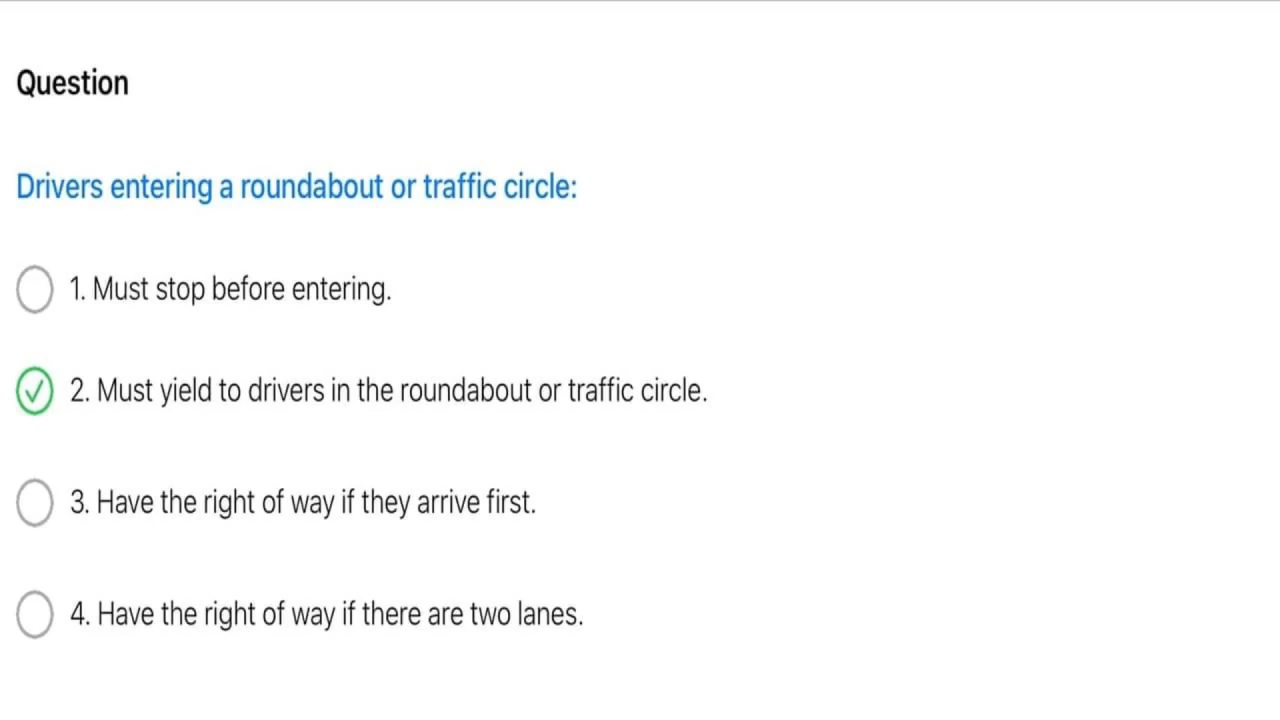 Question
Drivers entering a roundabout or traffic circle:
1. Must stop before entering.
2. Must yield to drivers in the roundabout or traffic circle.
3. Have the right of way if they arrive first.
4. Have the right of way if there are two lanes.